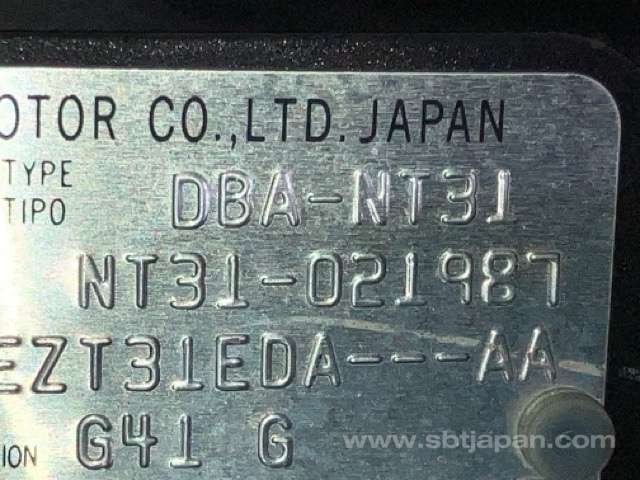 OTOR CO.,LTD. JAPAN
TYPE
TIPO
DBA-NT31
NT31-021987
EZT31EDA---AA
ION G41 G
www.sbtjapan.com